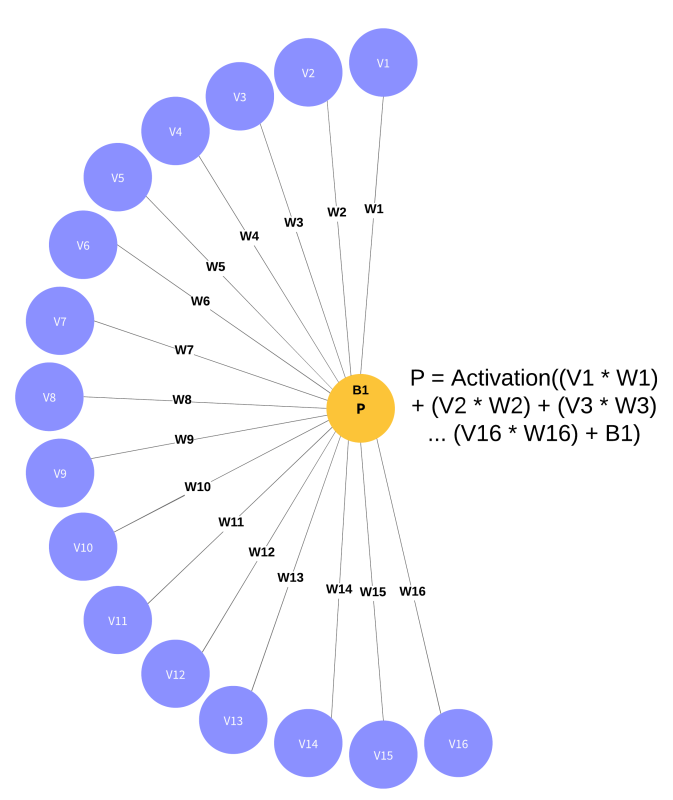 V1
V2
V3
V4
V5
V6
V7
V8
V9
V10
V11
V12
V13
V14
V15
V16
W1
W2
W3
W4
W5
W6
W7
W8
W9
W10
W11
W12
W13
W14
W15
W16
B1
P
P = Activation((V1 * W1)
+ (V2 * W2) + (V3 * W3)
... (V16 * W16) + B1)